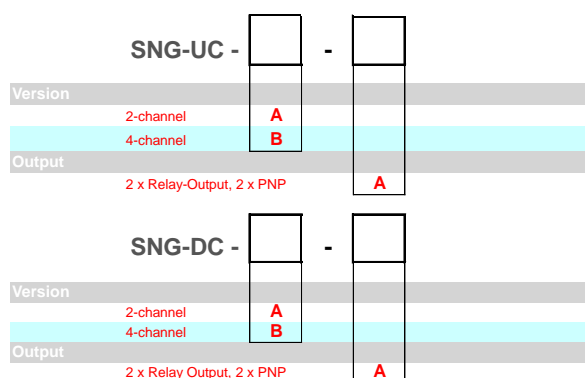 SNG-UC - -
Version
2-channel A
4-channel B
Output
2 x Relay-Output, 2 x PNP A
SNG-DC - -
Version
2-channel A
4-channel B
Output
2 x Relay Output, 2 x PNP A